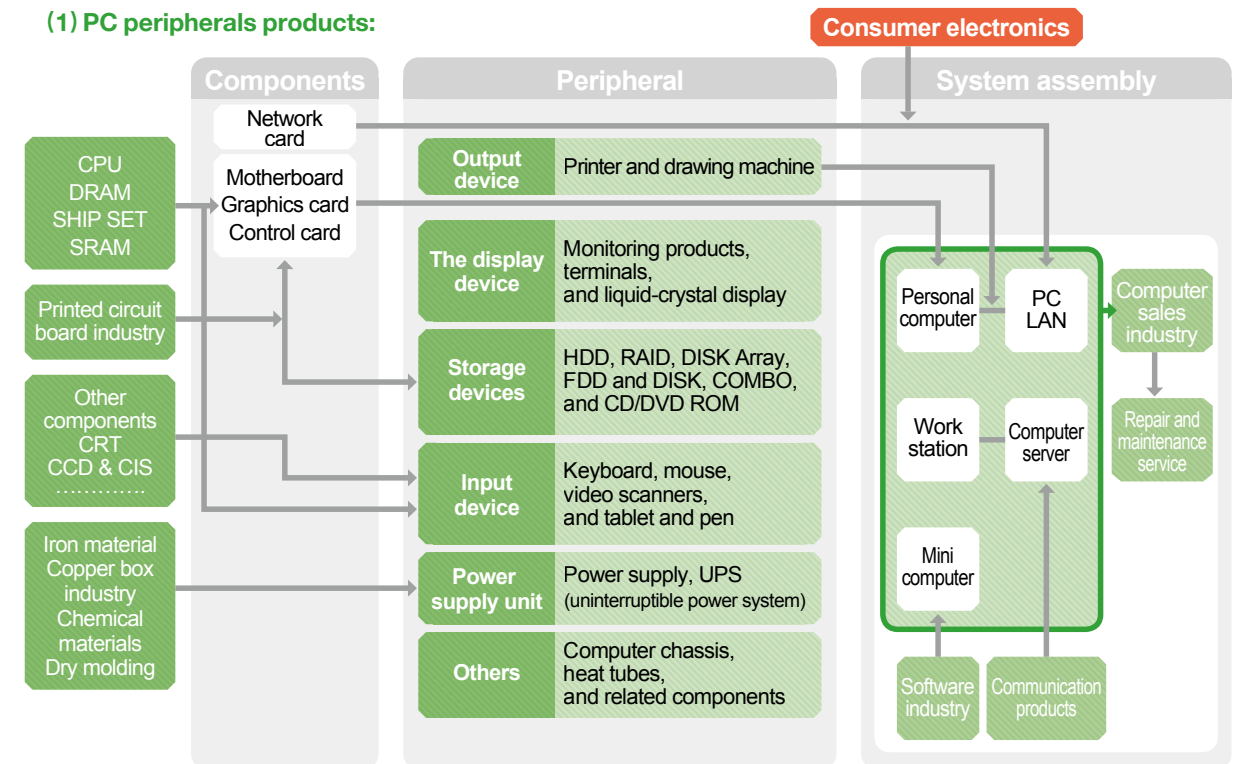 (1) PC peripherals products:
Consumer electronics
Components
Peripheral
System assembly
CPU
DRAM
SHIP SET
SRAM
Printed circuit
board industry
Other
components
CRT
CCD & CIS
.............
Iron material
Copper box
industry
Chemical
materials
Dry molding
Network
card
Motherboard
Graphics card
Control card
Output
device
Printer and drawing machine
The display
device
Monitoring products,
terminals,
and liquid-crystal display
Storage
devices
HDD, RAID, DISK Array,
FDD and DISK, COMBO,
and CD/DVD ROM
Input
device
Keyboard, mouse,
video scanners,
and tablet and pen
Power
supply unit
Power supply, UPS
(uninterruptible power system)
Others
Computer chassis,
heat tubes,
and related components
Personal
computer
PC
LAN
Work
station
Computer
server
Mini
computer
Computer
sales
industry
Repair and
maintenance
service
Software
industry
Communication
products